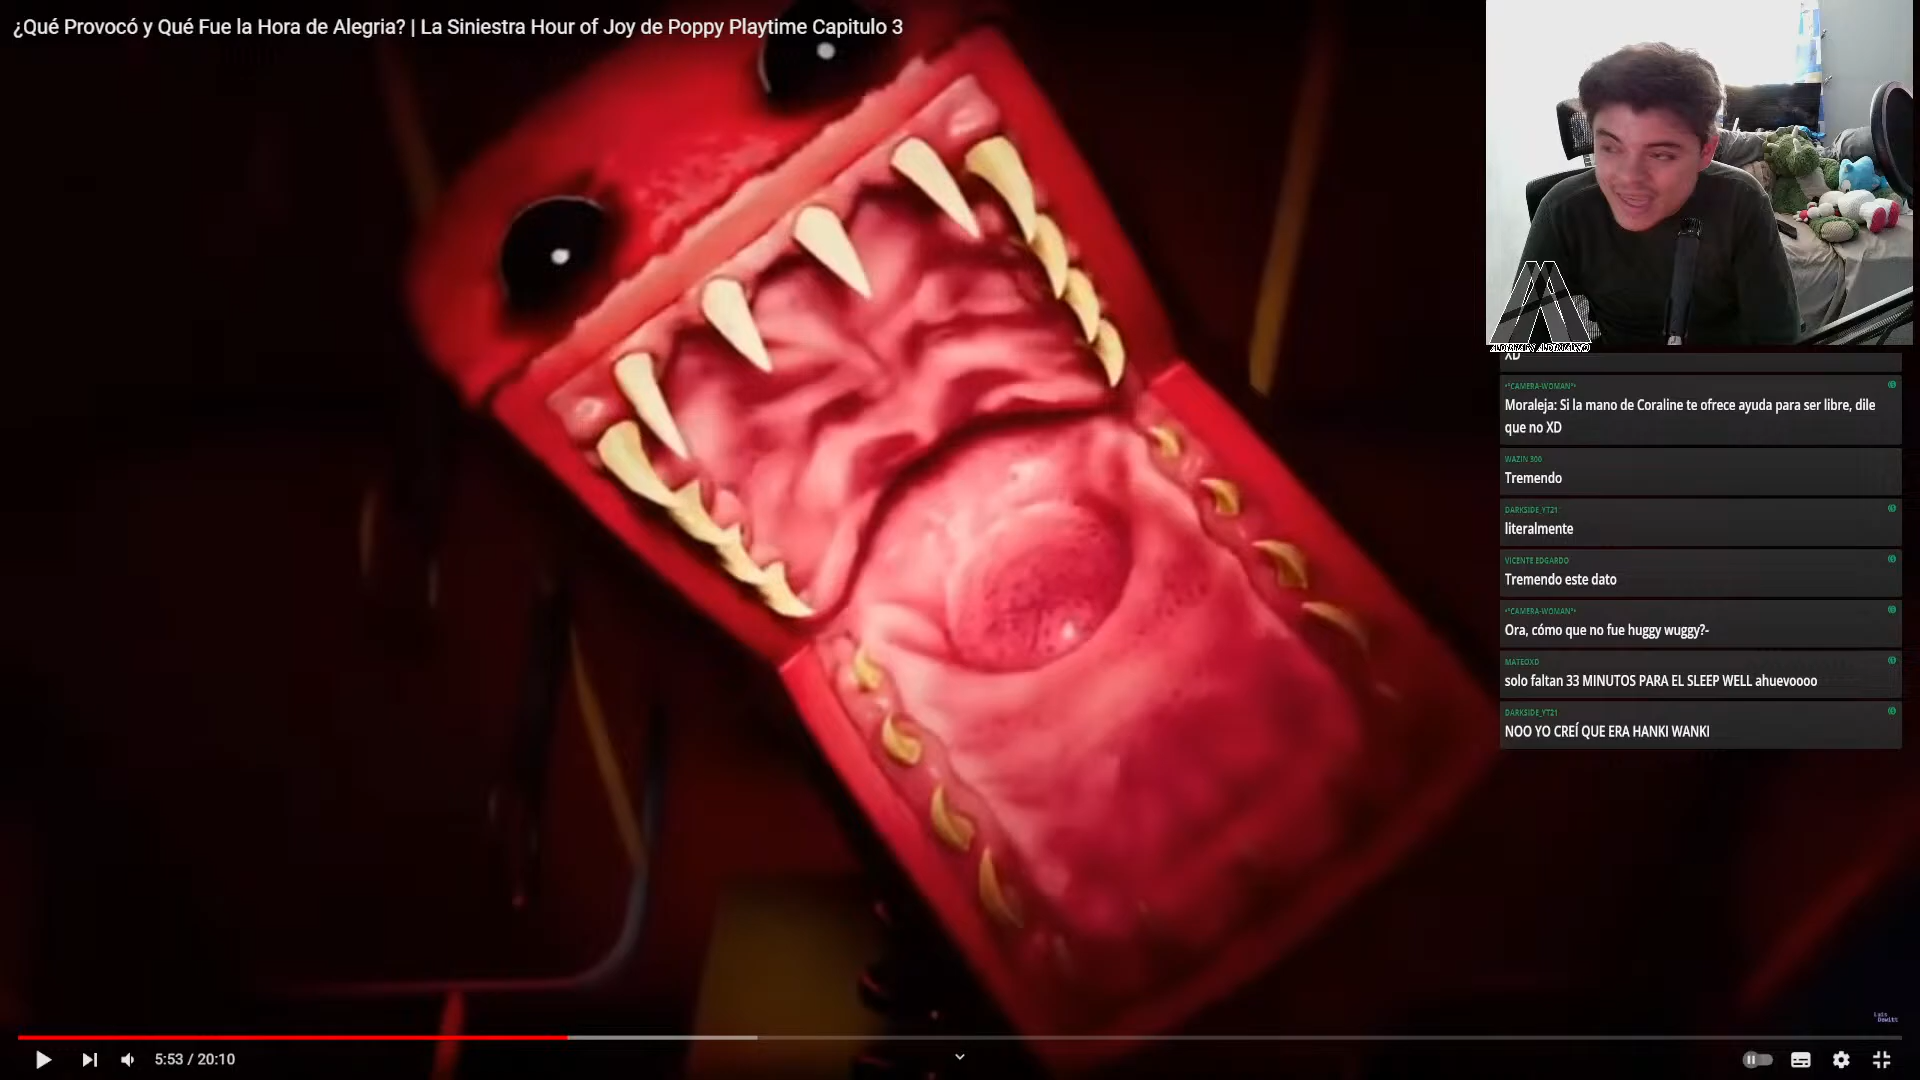 ¿Qué Provocó y Qué Fue la Hora de Alegria? | La Siniestra Hour of Joy de Poppy Playtime Capitulo 3
XD
•°CAMERA-WOMAN°•
Moraleja: Si la mano de Coraline te ofrece ayuda para ser libre, dile
que no XD
WAZIN 300
Tremendo
DARKSIDE_YT21
literalmente
VICENTE EDGARDO
Tremendo este dato
•°CAMERA-WOMAN°•
Ora, cómo que no fue huggy wuggy?-
MATEOXD
solo faltan 33 MINUTOS PARA EL SLEEP WELL ahuevoooo
DARKSIDE_YT21
NOO YO CREÍ QUE ERA HANKI WANKI
5:53 / 20:10